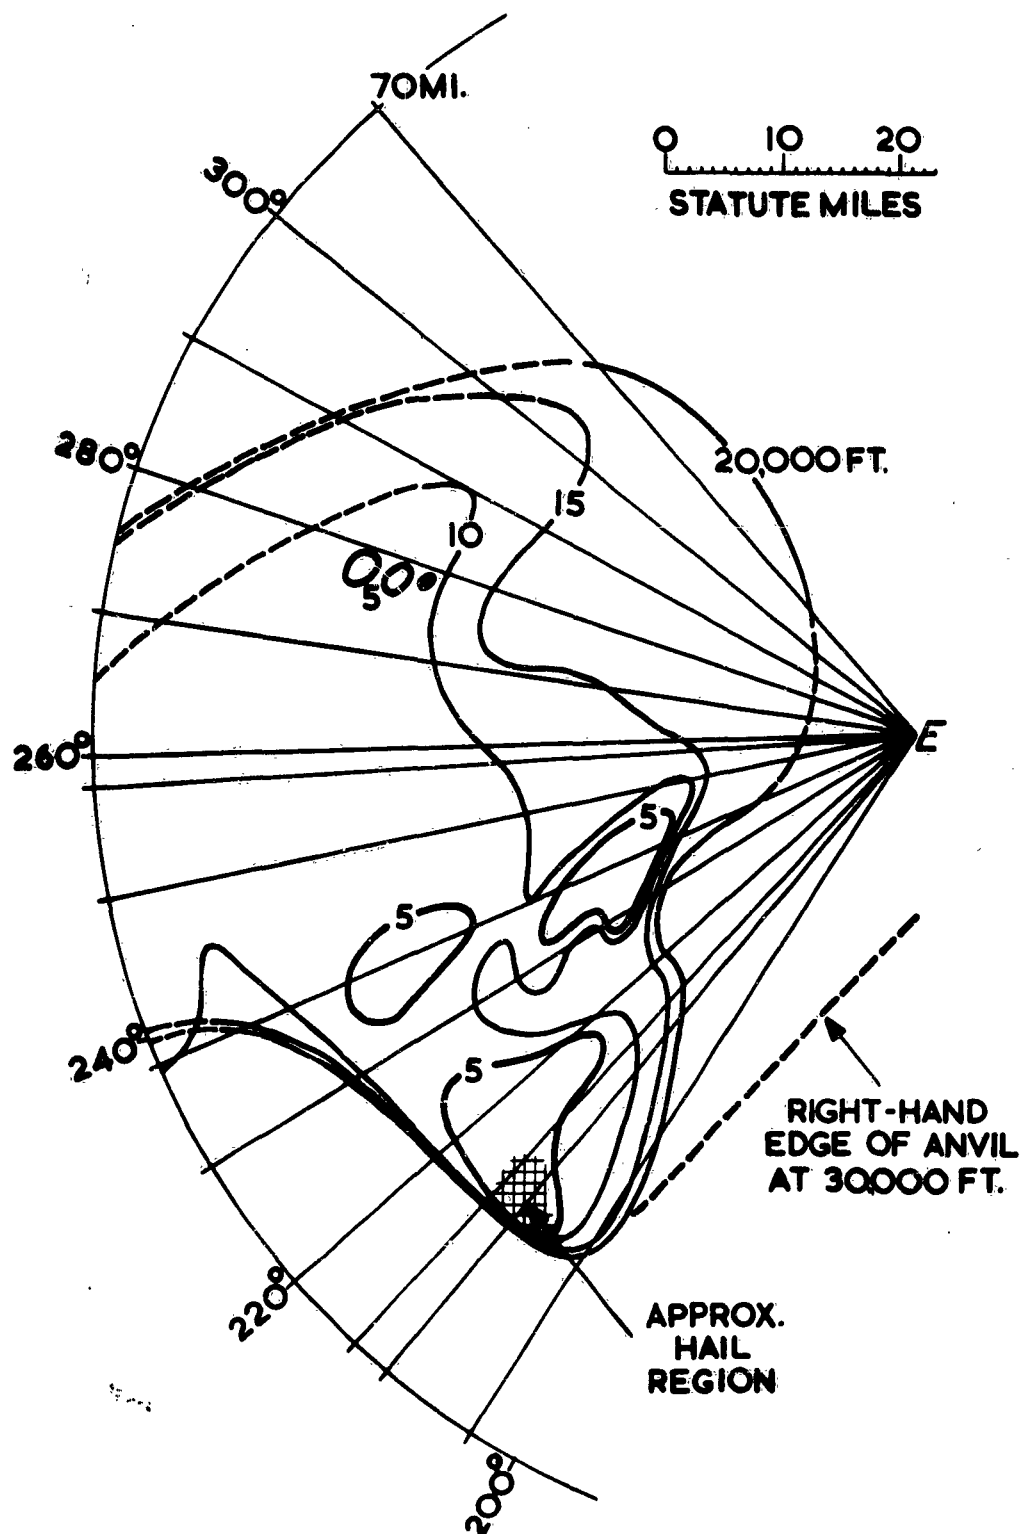 70MI.
0 10 20
STATUTE MILES
300°
280°
20,000 FT.
15
10
5
260°
E
5
5
240°
5
RIGHT-HAND
EDGE OF ANVIL
AT 30,000 FT.
220°
APPROX.
HAIL
REGION
200°